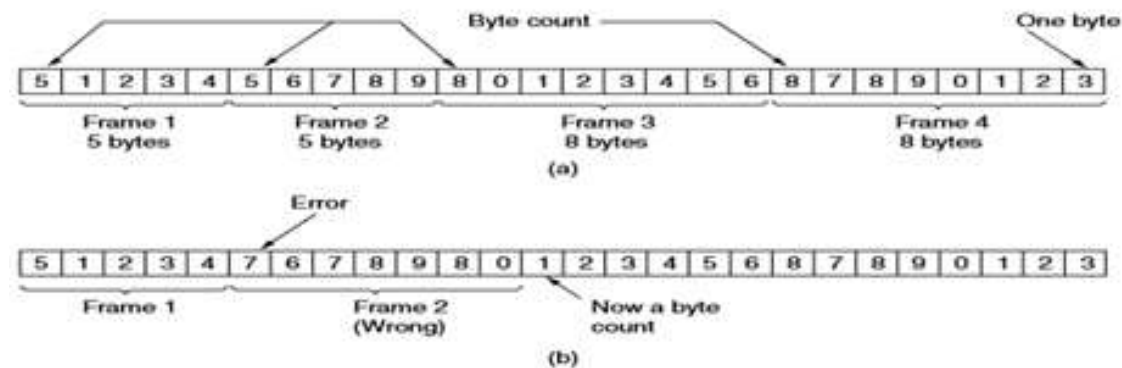 Byte count One byte
5 1 2 3 4 5 6 7 8 9 8 0 1 2 3 4 5 6 8 7 8 9 0 1 2 3
Frame 1 Frame 2 Frame 3 Frame 4
5 bytes 5 bytes 8 bytes 8 bytes
(a)
Error
5 1 2 3 4 7 6 7 8 9 8 0 1 2 3 4 5 6 8 7 8 9 0 1 2 3
Frame 1 Frame 2 Now a byte
(Wrong) count
(b)